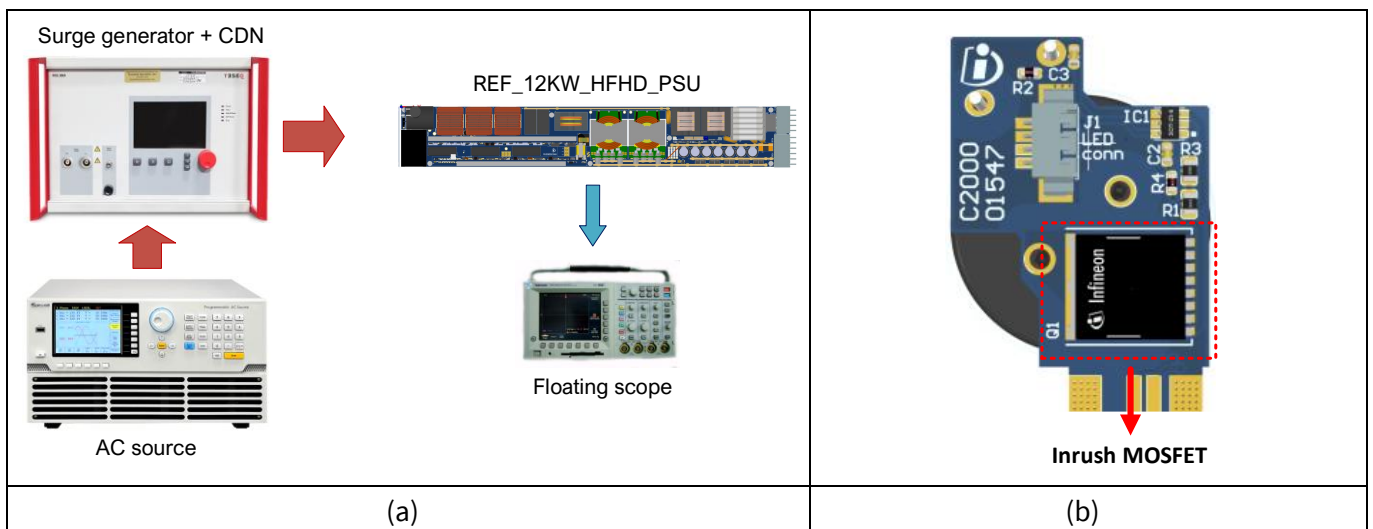 Surge generator + CDN
REF_12KW_HFHD_PSU
AC source
Floating scope
(a)
R2
C3
J1
LED
conn
IC1
C2
R3
R4
R1
C2000
01547
Infineon
Q1
Inrush MOSFET
(b)